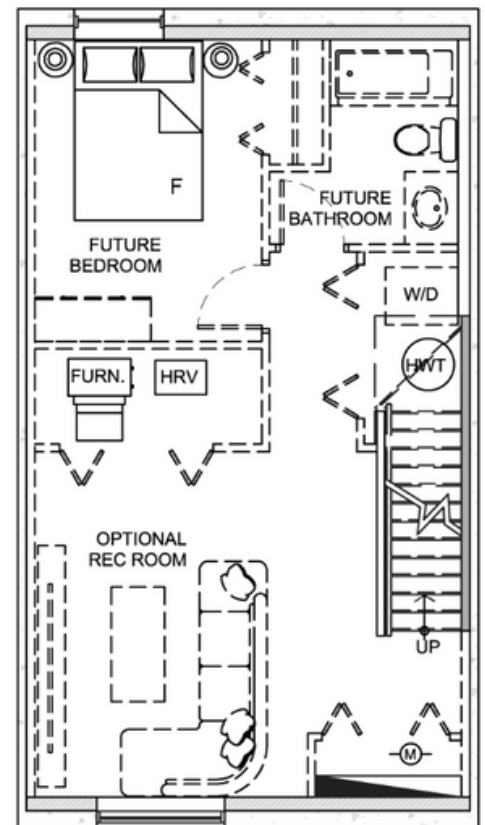 F
FUTURE
BEDROOM
FUTURE
BATHROOM
W/D
HWT
FURN.
HRV
OPTIONAL
REC ROOM
UP
M